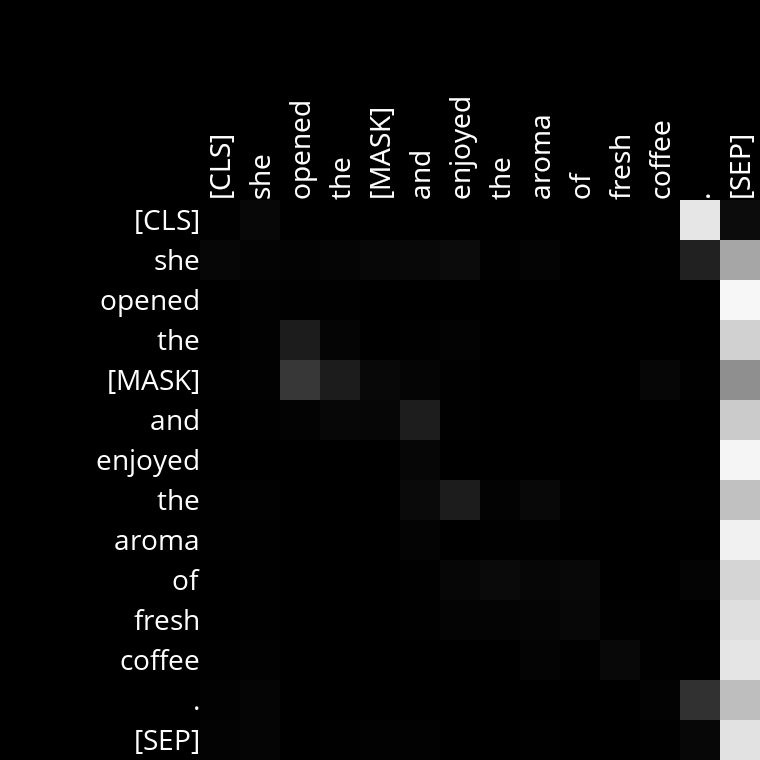 [CLS]
she
opened
the
[MASK]
and
enjoyed
the
aroma
of
fresh
coffee
.
[SEP]
[CLS]
she
opened
the
[MASK]
and
enjoyed
the
aroma
of
fresh
coffee
.
[SEP]